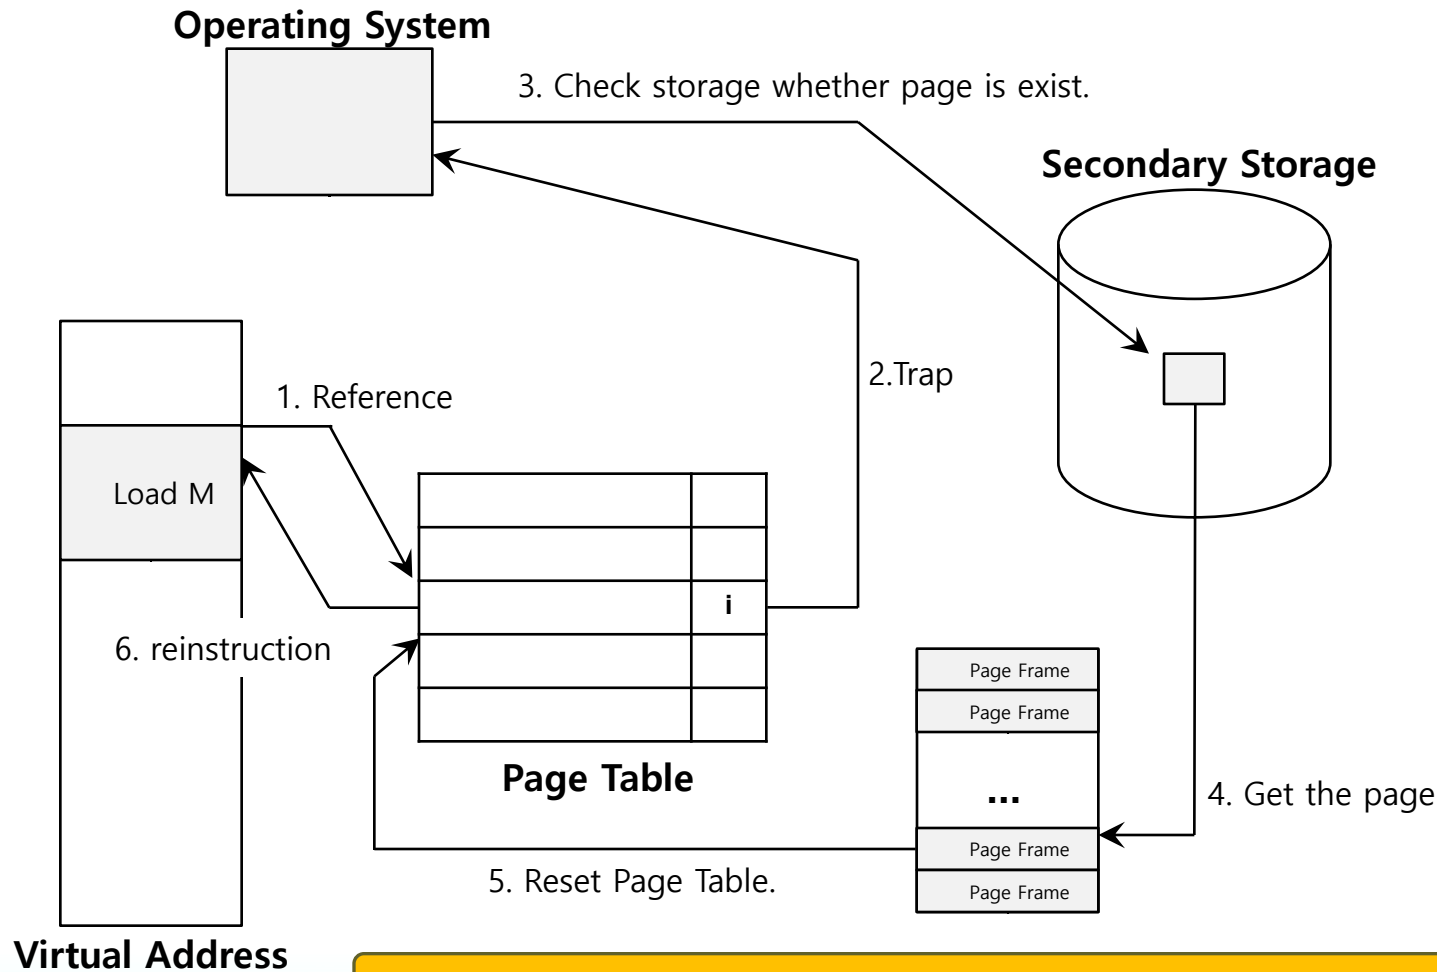 Operating System
3. Check storage whether page is exist.
Secondary Storage
2.Trap
1. Reference
Load M
i
6. reinstruction
Page Frame
Page Frame
Page Table
...
4. Get the page
Page Frame
5. Reset Page Table.
Page Frame
Virtual Address